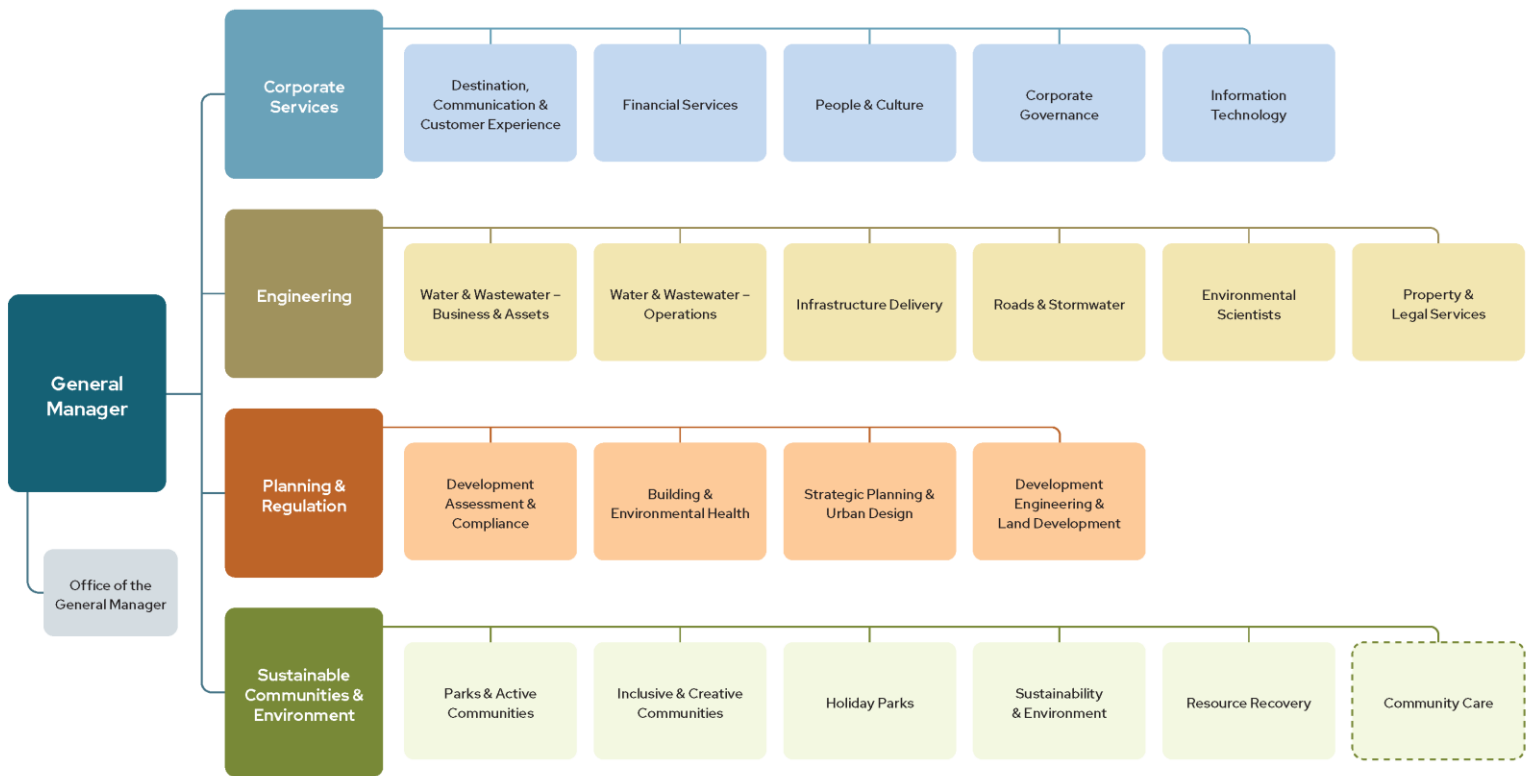 Corporate
Services
Destination,
Communication &
Customer Experience
Financial Services
People & Culture
Corporate
Governance
Information
Technology
Engineering
Water & Wastewater –
Business & Assets
Water & Wastewater –
Operations
Infrastructure Delivery
Roads & Stormwater
Environmental
Scientists
Property &
Legal Services
General
Manager
Office of the
General Manager
Planning &
Regulation
Development
Assessment &
Compliance
Building &
Environmental Health
Strategic Planning &
Urban Design
Development
Engineering &
Land Development
Sustainable
Communities &
Environment
Parks & Active
Communities
Inclusive & Creative
Communities
Holiday Parks
Sustainability
& Environment
Resource Recovery
Community Care